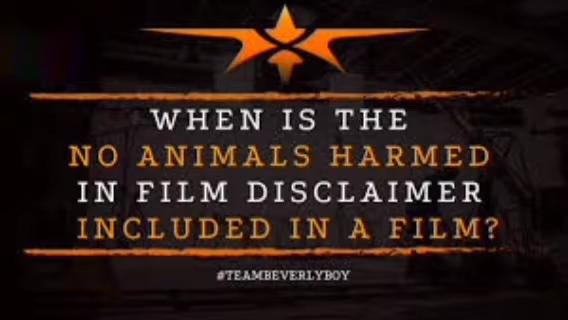 WHEN IS THE
NO ANIMALS HARMED
IN FILM DISCLAIMER
INCLUDED IN A FILM?
#TEAMBEVERLYBOY